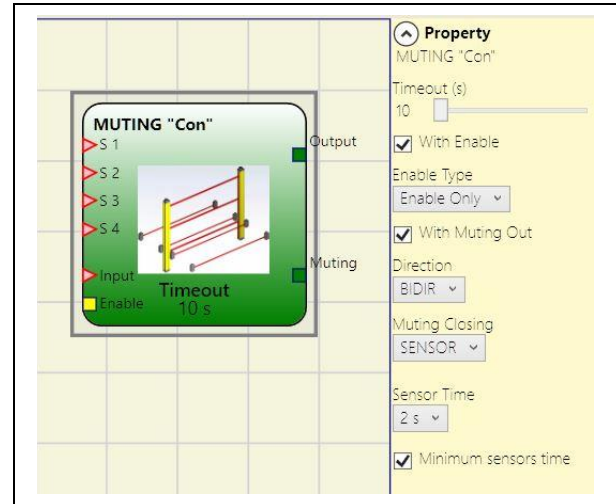 MUTING "Con"
S 1
S 2
S 3
S 4
Input
Enable
Output
Muting
Timeout
10 s
Property
MUTING "Con"
Timeout (s)
10
With Enable
Enable Type
Enable Only
With Muting Out
Direction
BIDIR
Muting Closing
SENSOR
Sensor Time
2 s
Minimum sensors time